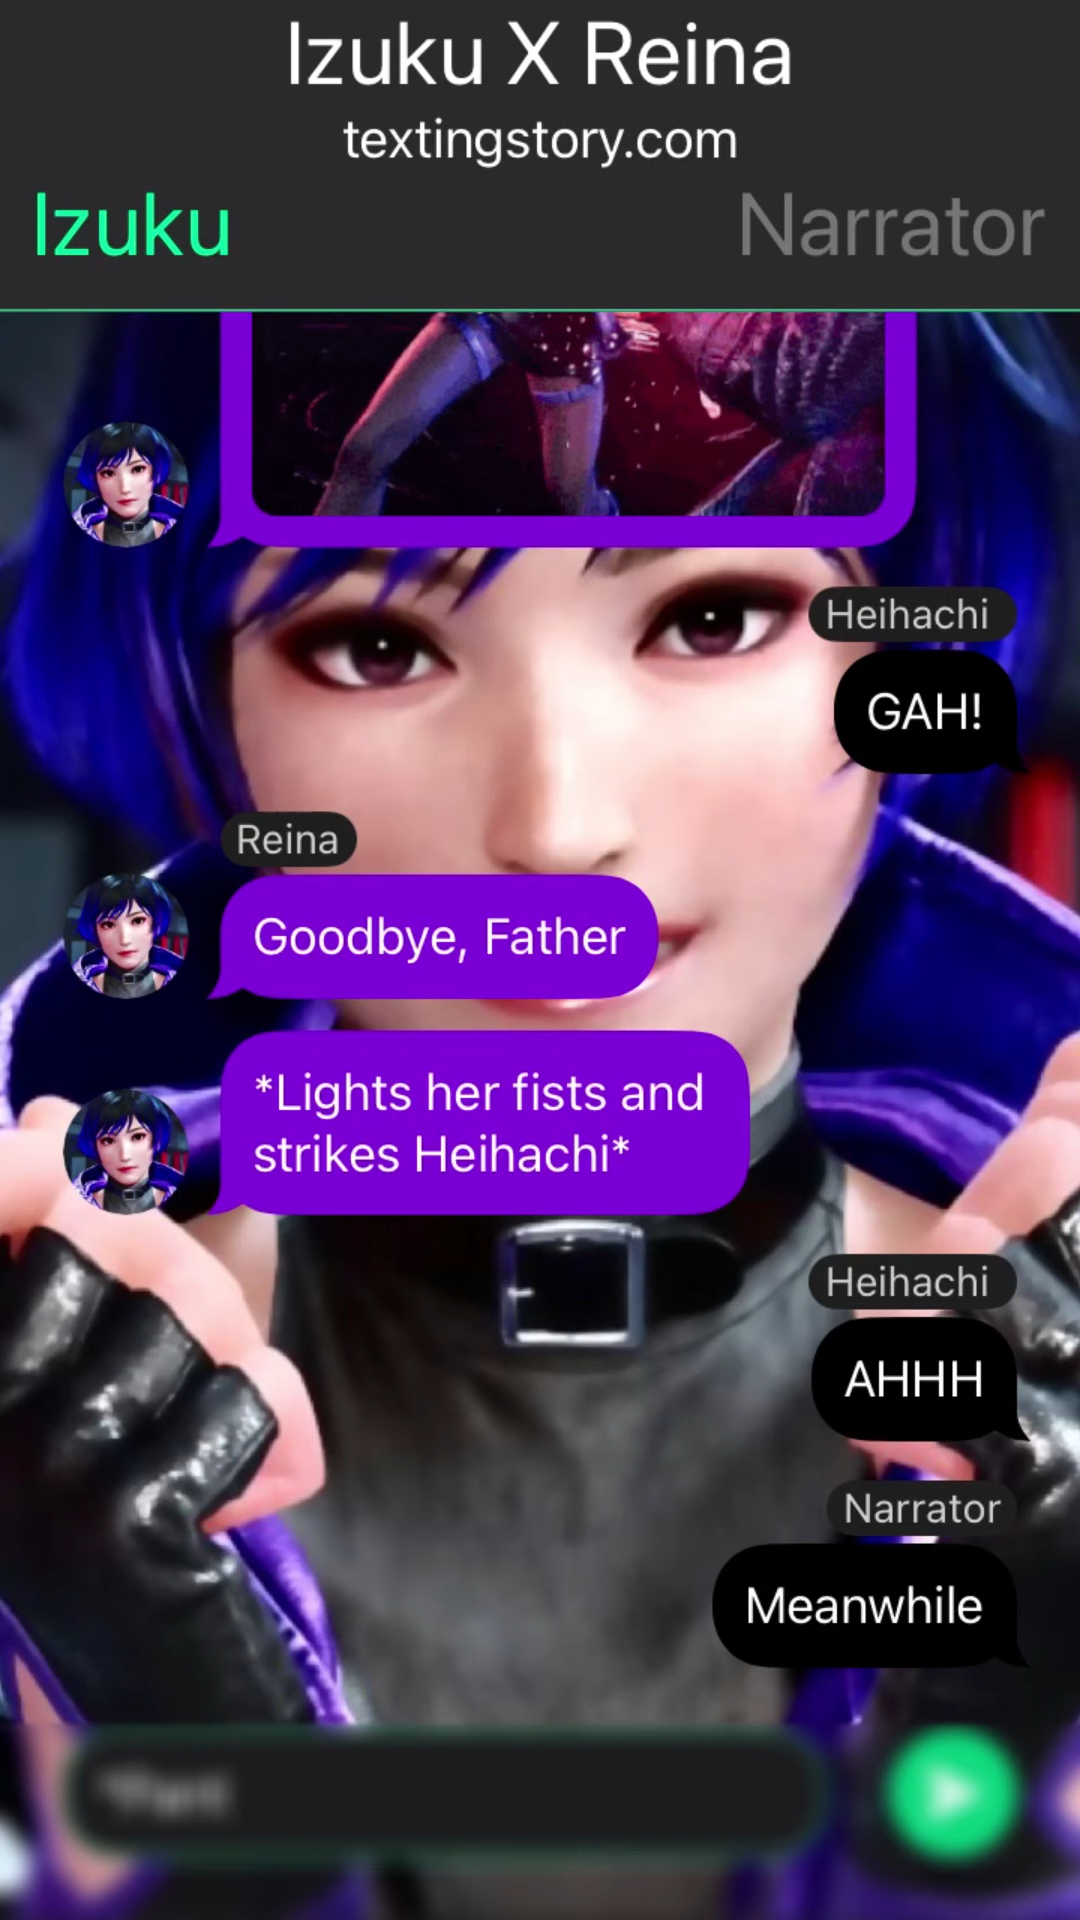 Izuku X Reina
textingstory.com
Izuku
Narrator
Heihachi
GAH!
Reina
Goodbye, Father
*Lights her fists and
strikes Heihachi*
Heihachi
AHHH
Narrator
Meanwhile